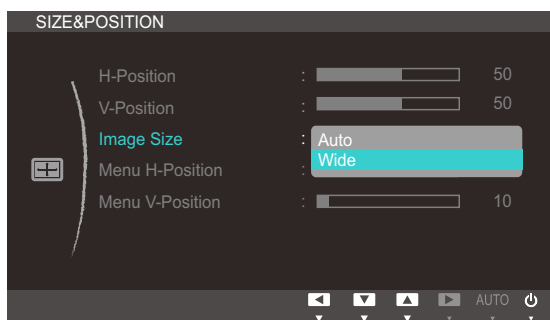 SIZE&POSITION
H-Position : 50
V-Position : 50
Image Size : Auto
Wide
Menu H-Position :
Menu V-Position : 10
AUTO